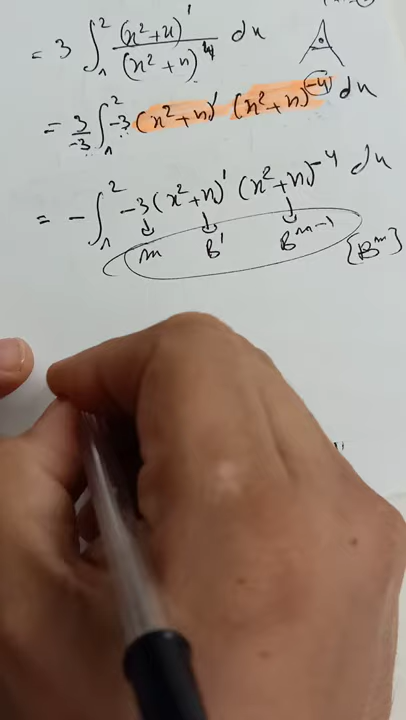 = 3 ∫₁² (x²+x)' / (x²+x)⁴ dx
= 3/-3 ∫₁² -3 (x²+x)' (x²+x)⁻⁴ dx
= - ∫₁² -3 (x²+x)' (x²+x)⁻⁴ dx
m B' B^(m-1) [B^m]